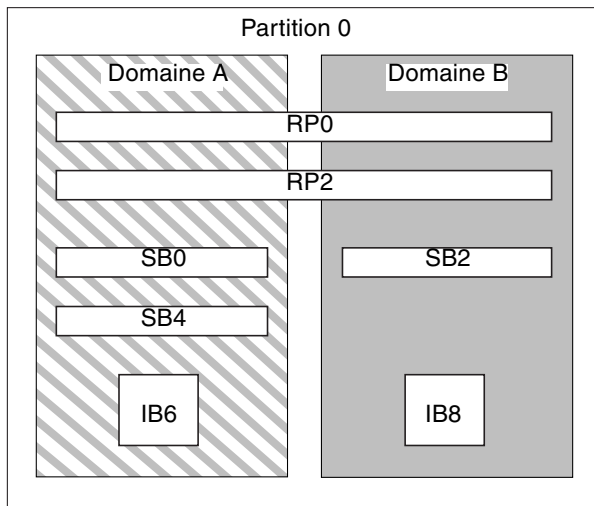 Partition 0
Domaine A
Domaine B
RP0
RP2
SB0
SB2
SB4
IB6
IB8